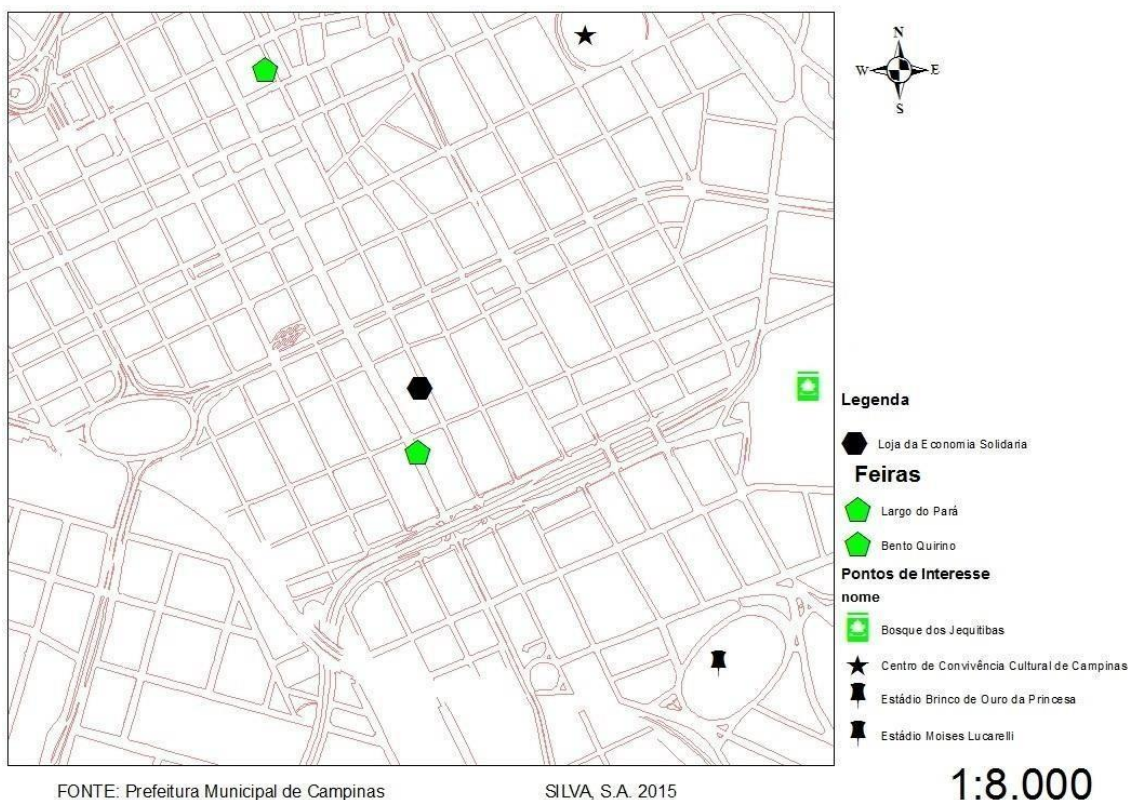 N
W E
S
Legenda
Loja da Economia Solidaria
Feiras
Largo do Pará
Bento Quirino
Pontos de Interesse
nome
Bosque dos Jequitibas
Centro de Convivência Cultural de Campinas
Estádio Brinco de Ouro da Princesa
Estádio Moises Lucarelli
FONTE: Prefeitura Municipal de Campinas SILVA, S.A. 2015 1:8.000